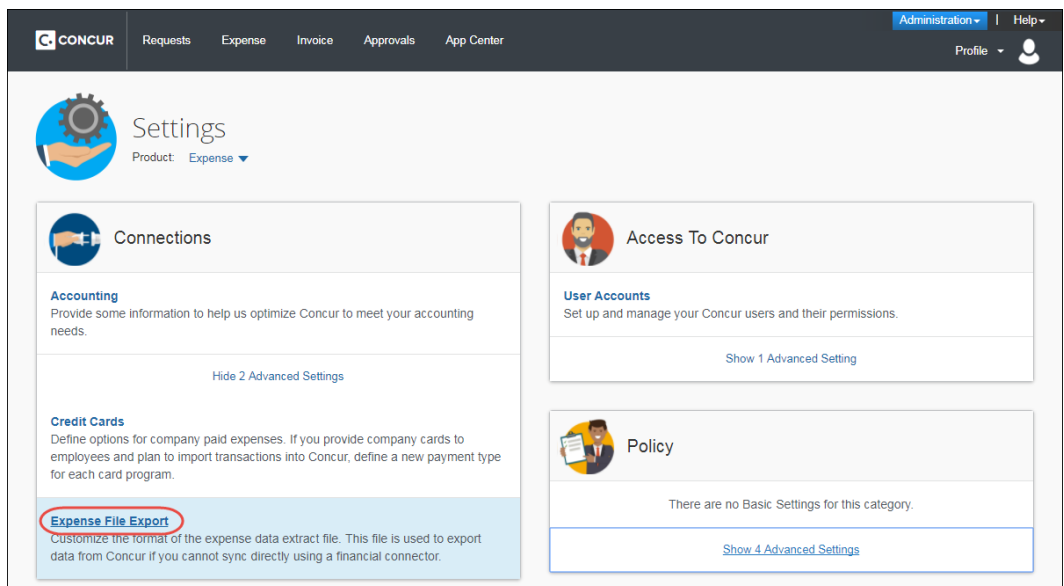 Administration | Help
C. CONCUR Requests Expense Invoice Approvals App Center
Profile
Settings
Product: Expense
Connections
Accounting
Provide some information to help us optimize Concur to meet your accounting
needs.
Hide 2 Advanced Settings
Credit Cards
Define options for company paid expenses. If you provide company cards to
employees and plan to import transactions into Concur, define a new payment type
for each card program.
Expense File Export
Customize the format of the expense data extract file. This file is used to export
data from Concur if you cannot sync directly using a financial connector.
Access To Concur
User Accounts
Set up and manage your Concur users and their permissions.
Show 1 Advanced Setting
Policy
There are no Basic Settings for this category.
Show 4 Advanced Settings